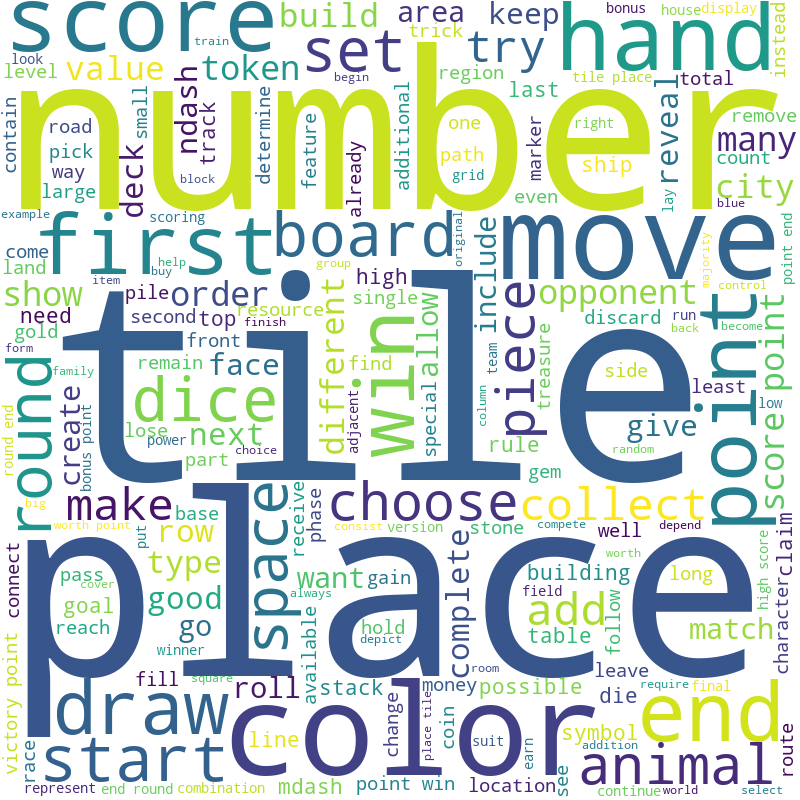 score
number
hand
set
try
build
area
keep
bonus
house
display
instead
trick
train
look
level
value
token
begin
region
last
tile place
total
contain
ndash
track
small
determine
feature
already
additional
one
path
grid
marker
right
ship
reveal
remove
many
count
city
road
pick
way
large
deck
block
even
lay
blue
example
scoring
first
board
move
original
majority
point end
come
land
help
buy
item
group
high
include
opponent
control
show
pile
order
resource
single
different
allow
discard
run
back
become
need
second
top
finish
gold
form
front
find
special
piece
treasure
team
side
least
low
point
score point
family
remain
face
tile
win
dice
adjacent
column
give
round
round end
create
bonus point
lose
power
next
choice
rule
random
part
gem
big
worth point
make
base
receive
phase
choose
consist
version
collect
stone
compete
well
depend
claim
connect
put
row
type
space
want
gain
complete
building
long
worth
high score
character
pass
cover
goal
good
always
field
add
follow
match
reach
go
available
hold
depict
table
place
winner
square
room
leave
victory point
fill
roll
stack
money
possible
die
require
final
draw
color
change
coin
suit
earn
symbol
end
route
race
start
line
place tile
addition
see
animal
represent
end round
combination
mdash
point win
location
continue
world
select